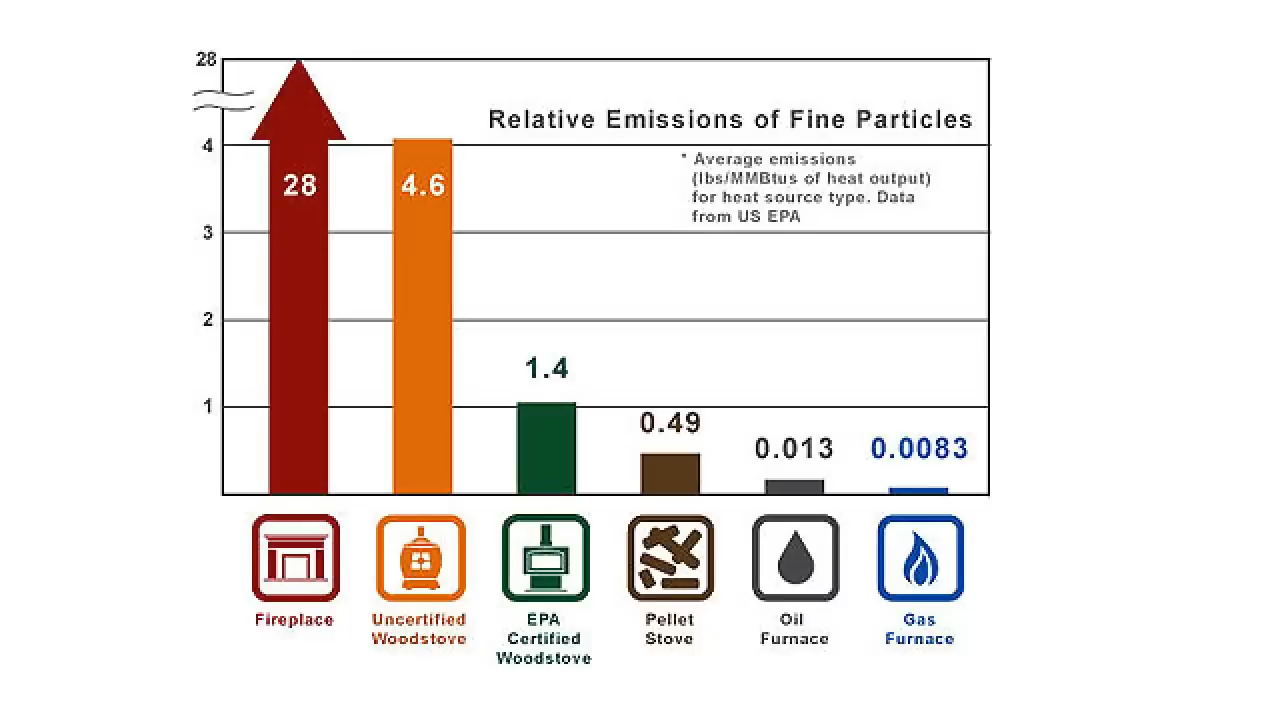 28
Relative Emissions of Fine Particles
4
* Average emissions
(lbs/MMBtus of heat output)
for heat source type. Data
from US EPA
28
4.6
3
2
1.4
1
0.49
0.013
0.0083
Fireplace
Uncertified
Woodstove
EPA
Certified
Woodstove
Pellet
Stove
Oil
Furnace
Gas
Furnace